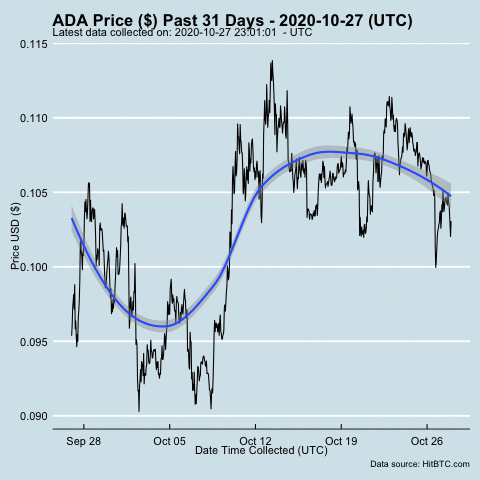 ADA Price ($) Past 31 Days - 2020-10-27 (UTC)
Latest data collected on: 2020-10-27 23:01:01 - UTC
0.115
0.110
0.105
0.100
0.095
0.090
Price USD ($)
Sep 28 Oct 05 Oct 12 Oct 19 Oct 26
Date Time Collected (UTC)
Data source: HitBTC.com